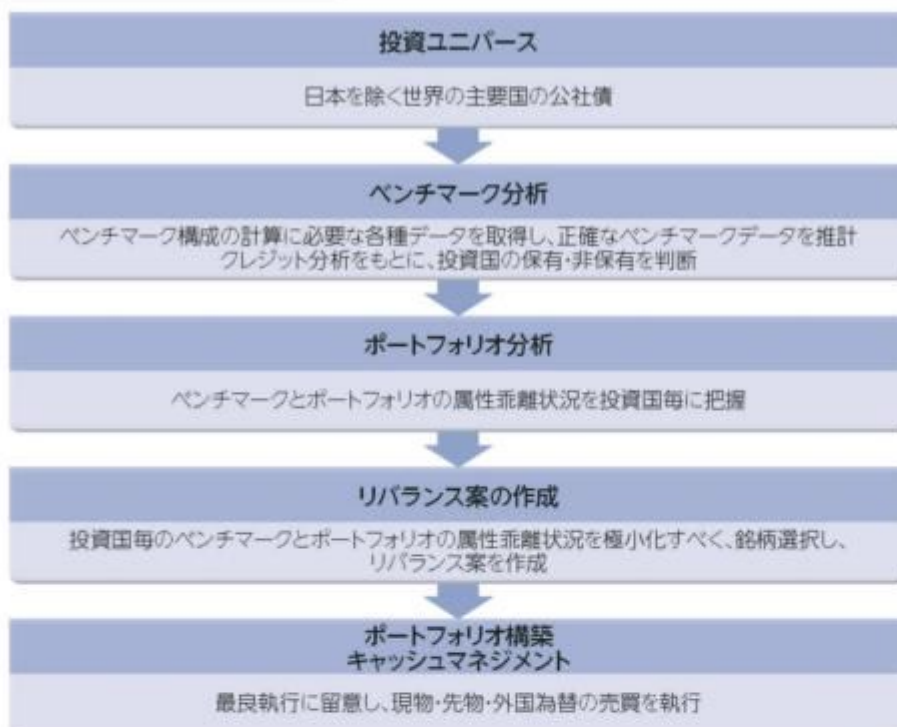 投資ユニバース
日本を除く世界の主要国の公社債
ベンチマーク分析
ベンチマーク構成の計算に必要な各種データを取得し、正確なベンチマークデータを推計
クレジット分析をもとに、投資国の保有・非保有を判断
ポートフォリオ分析
ベンチマークとポートフォリオの属性乖離状況を投資国毎に把握
リバランス案の作成
投資国毎のベンチマークとポートフォリオの属性乖離状況を極小化すべく、銘柄選択し、
リバランス案を作成
ポートフォリオ構築
キャッシュマネジメント
最良執行に留意し、現物・先物・外国為替の売買を執行